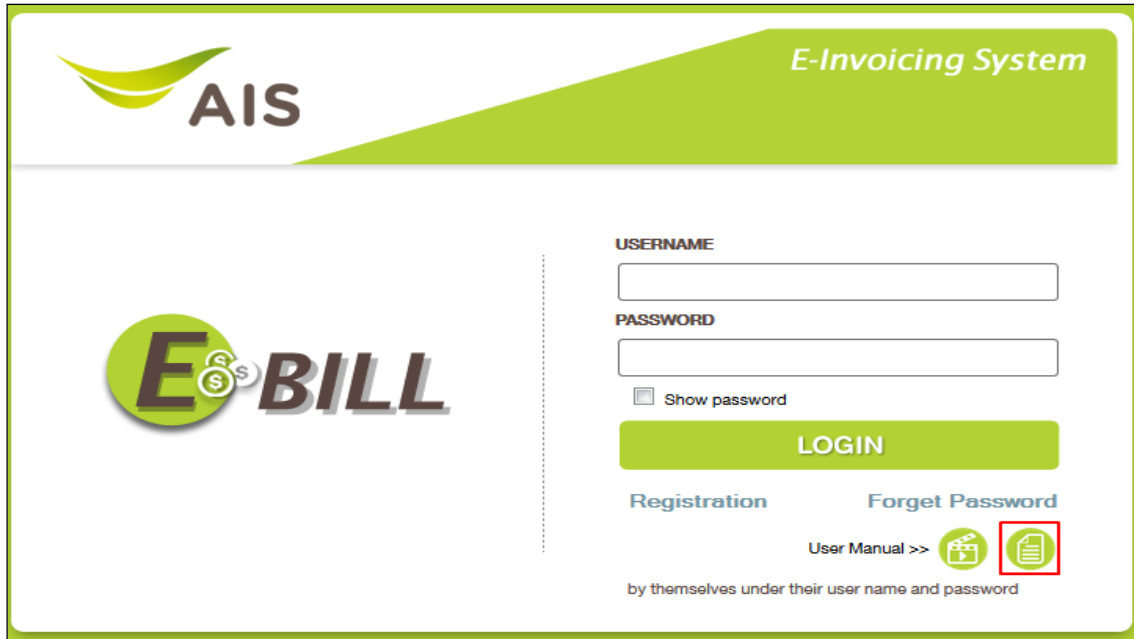 AIS
E-Invoicing System
E BILL
USERNAME
PASSWORD
Show password
LOGIN
Registration Forget Password
User Manual >>
by themselves under their user name and password